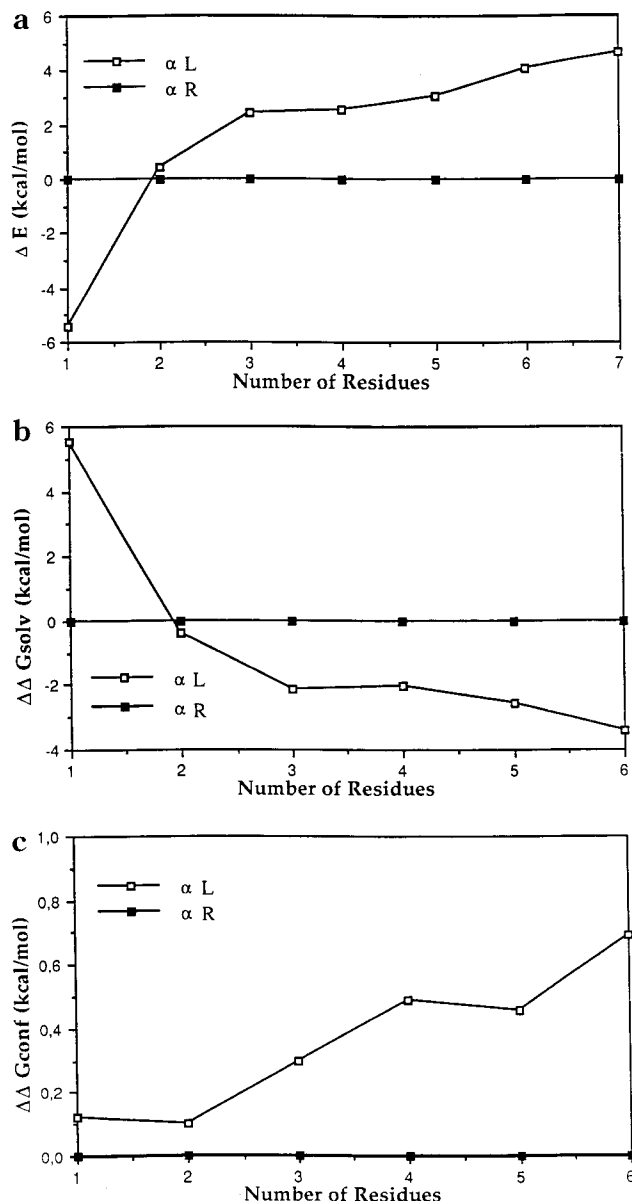 a
6
4
2
0
-2
-4
-6
α L
α R
Δ E (kcal/mol)
1 2 3 4 5 6 7
Number of Residues
b
6
4
2
0
-2
-4
ΔΔ Gsolv (kcal/mol)
α L
α R
1 2 3 4 5 6
Number of Residues
c
1,0
0,8
0,6
0,4
0,2
0,0
ΔΔ Gconf (kcal/mol)
α L
α R
1 2 3 4 5 6
Number of Residues